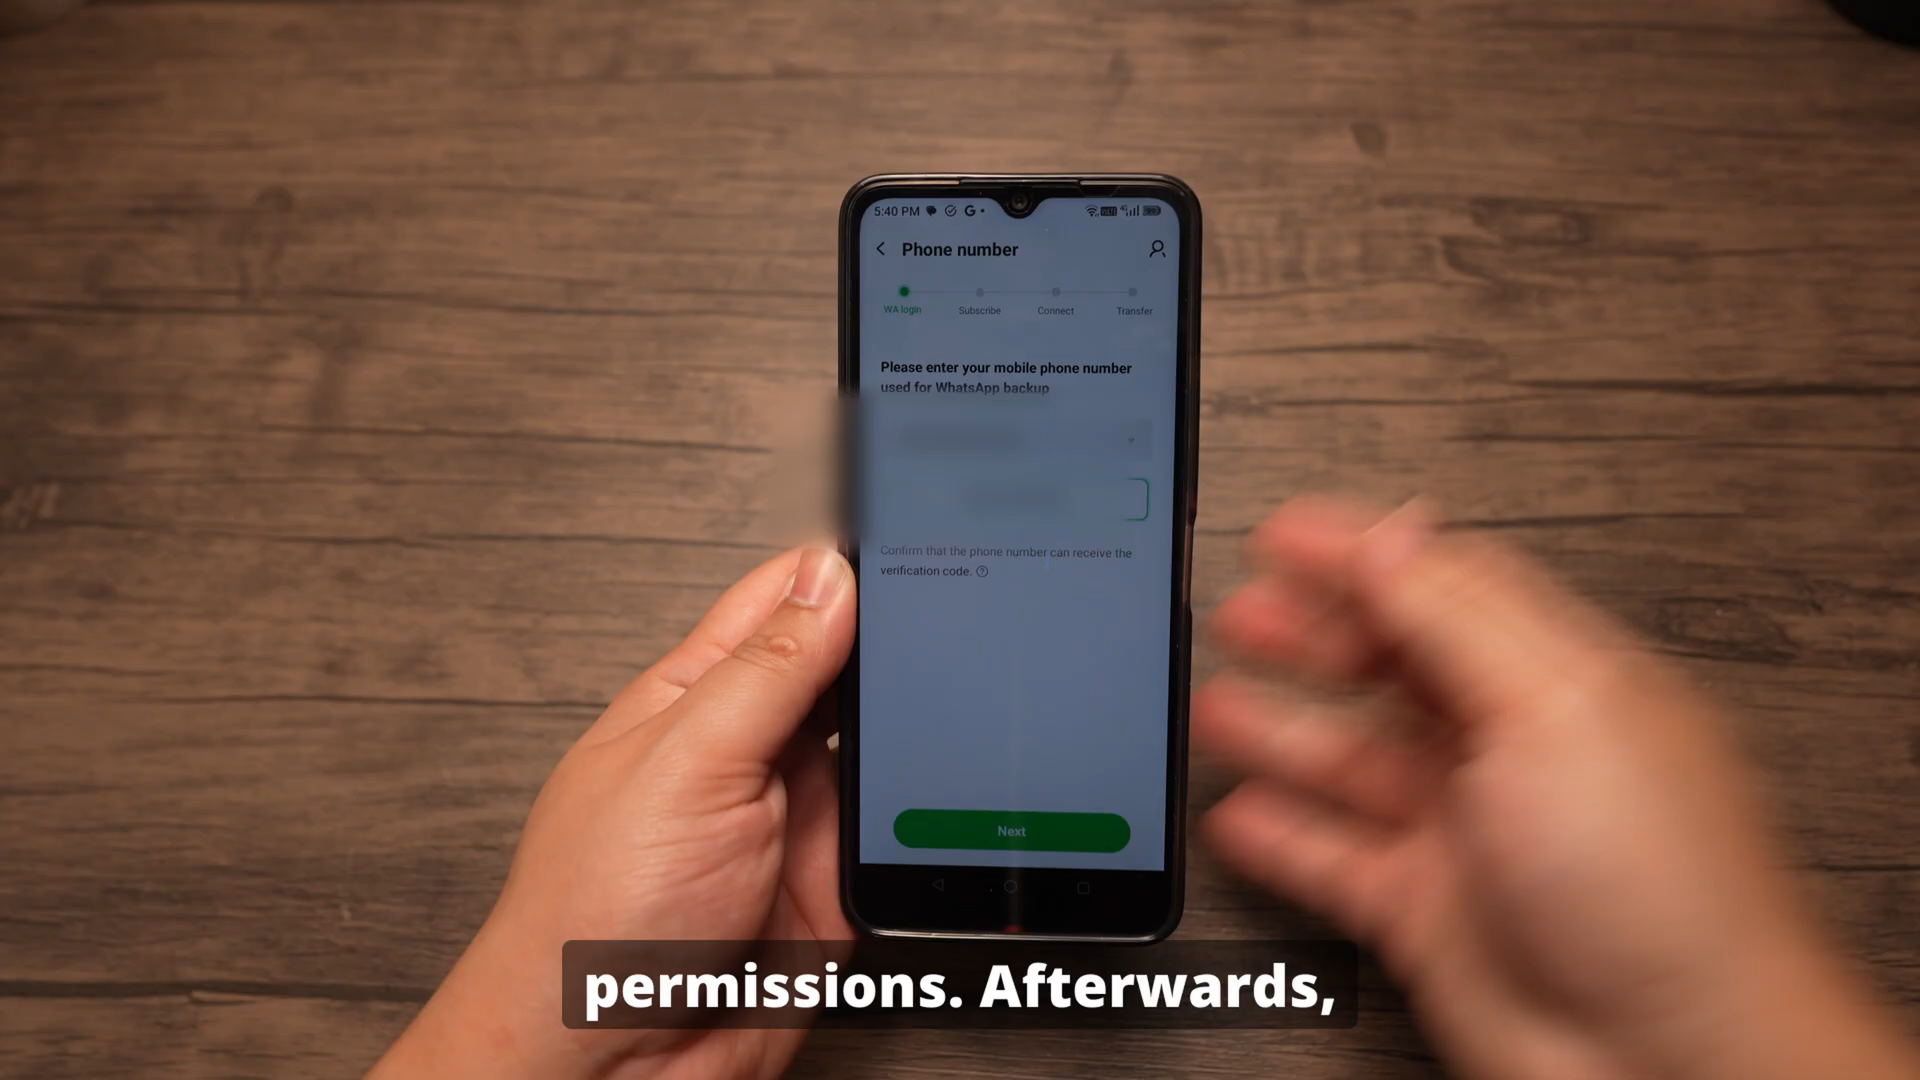 5:40 PM
Phone number
WA login
Subscribe
Connect
Transfer
Please enter your mobile phone number
used for WhatsApp backup
Confirm that the phone number can receive the
verification code.
Next
permissions. Afterwards,